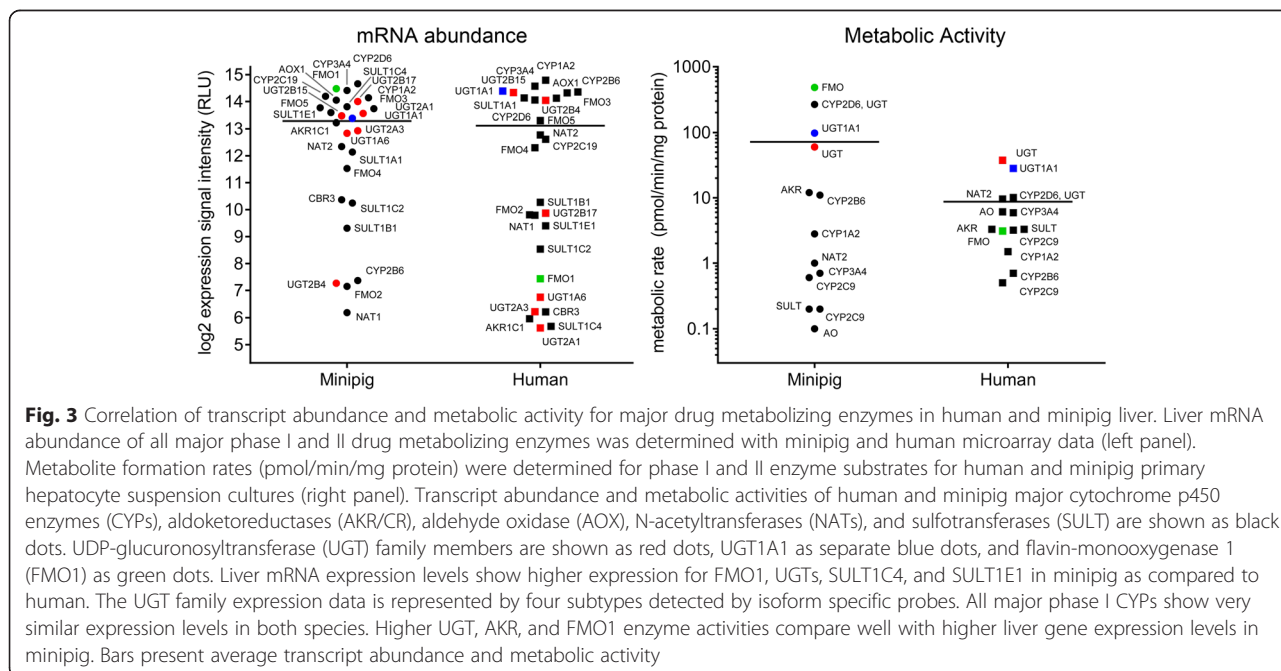 mRNA abundance
log2 expression signal intensity (RLU)
15
14
13
12
11
10
9
8
7
6
5
CYP2D6
CYP3A4
SULT1C4
AOX1
FMO1
UGT2B17
CYP2C19
CYP1A2
UGT2B15
FMO3
FMO5
UGT2A1
SULT1E1
UGT1A1
AKR1C1
UGT2A3
UGT1A6
NAT2
SULT1A1
FMO4
CBR3
SULT1C2
SULT1B1
CYP2B6
UGT2B4
FMO2
NAT1
Minipig
CYP1A2
CYP3A4
UGT2B15
AOX1
CYP2B6
UGT1A1
SULT1A1
UGT2B4
FMO3
CYP2D6
FMO5
NAT2
CYP2C19
FMO4
SULT1B1
FMO2
UGT2B17
NAT1
SULT1E1
SULT1C2
FMO1
UGT1A6
UGT2A3
CBR3
AKR1C1
SULT1C4
UGT2A1
Human
Metabolic Activity
metabolic rate (pmol/min/mg protein)
1000
100
10
1
0.1
FMO
CYP2D6, UGT
UGT1A1
UGT
AKR
CYP2B6
CYP1A2
NAT2
CYP3A4
CYP2C9
SULT
CYP2C9
AO
Minipig
UGT
UGT1A1
NAT2
CYP2D6, UGT
AO
CYP3A4
AKR
SULT
FMO
CYP2C9
CYP1A2
CYP2B6
CYP2C9
Human
Fig. 3 Correlation of transcript abundance and metabolic activity for major drug metabolizing enzymes in human and minipig liver. Liver mRNA
abundance of all major phase I and II drug metabolizing enzymes was determined with minipig and human microarray data (left panel).
Metabolite formation rates (pmol/min/mg protein) were determined for phase I and II enzyme substrates for human and minipig primary
hepatocyte suspension cultures (right panel). Transcript abundance and metabolic activities of human and minipig major cytochrome p450
enzymes (CYPs), aldoketoreductases (AKR/CR), aldehyde oxidase (AOX), N-acetyltransferases (NATs), and sulfotransferases (SULT) are shown as black
dots. UDP-glucuronosyltransferase (UGT) family members are shown as red dots, UGT1A1 as separate blue dots, and flavin-monooxygenase 1
(FMO1) as green dots. Liver mRNA expression levels show higher expression for FMO1, UGTs, SULT1C4, and SULT1E1 in minipig as compared to
human. The UGT family expression data is represented by four subtypes detected by isoform specific probes. All major phase I CYPs show very
similar expression levels in both species. Higher UGT, AKR, and FMO1 enzyme activities compare well with higher liver gene expression levels in
minipig. Bars present average transcript abundance and metabolic activity